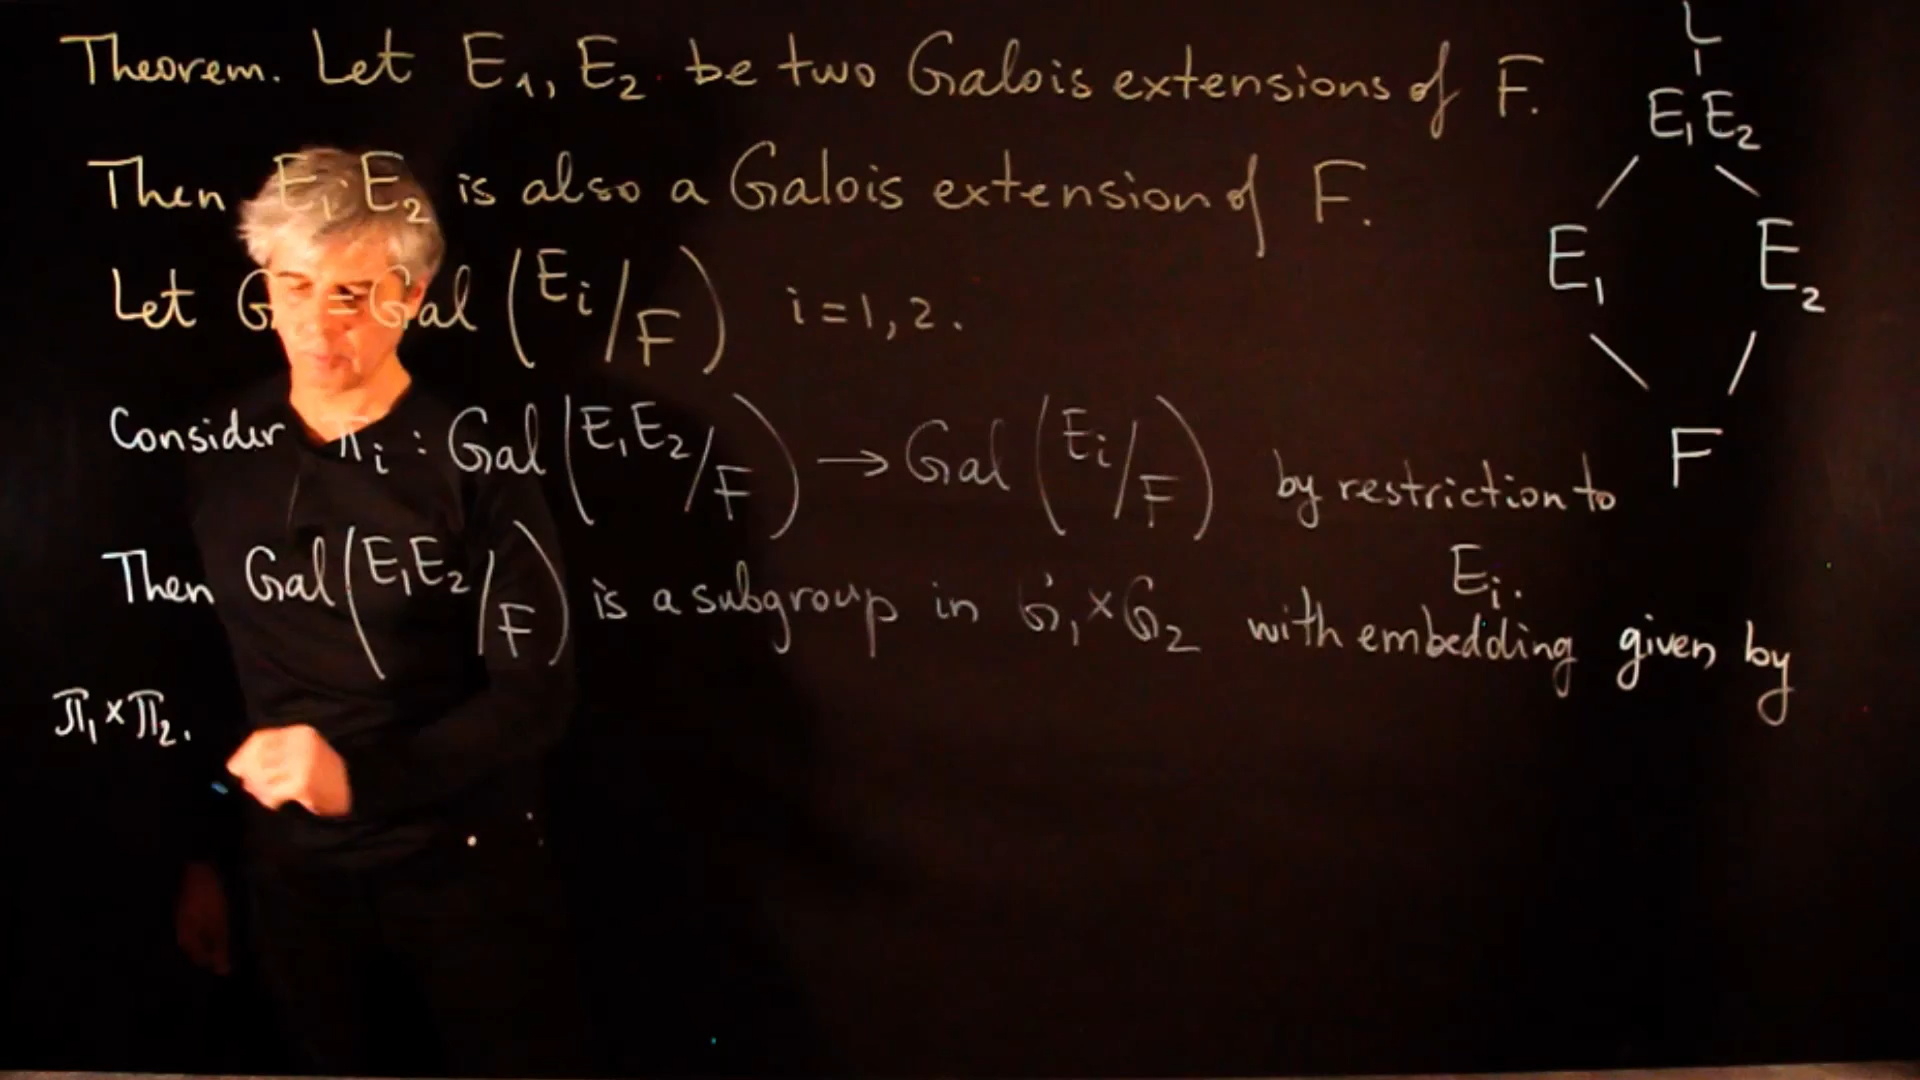 Theorem. Let E₁, E₂ be two Galois extensions of F.
Then E₁E₂ is also a Galois extension of F.
Let Gᵢ = Gal (Eᵢ/F) i = 1, 2.
Consider πᵢ : Gal (E₁E₂/F) → Gal (Eᵢ/F) by restriction to
Eᵢ.
Then Gal (E₁E₂/F) is a subgroup in G₁ × G₂ with embedding given by
π₁ × π₂.
L
E₁E₂
E₁ E₂
F